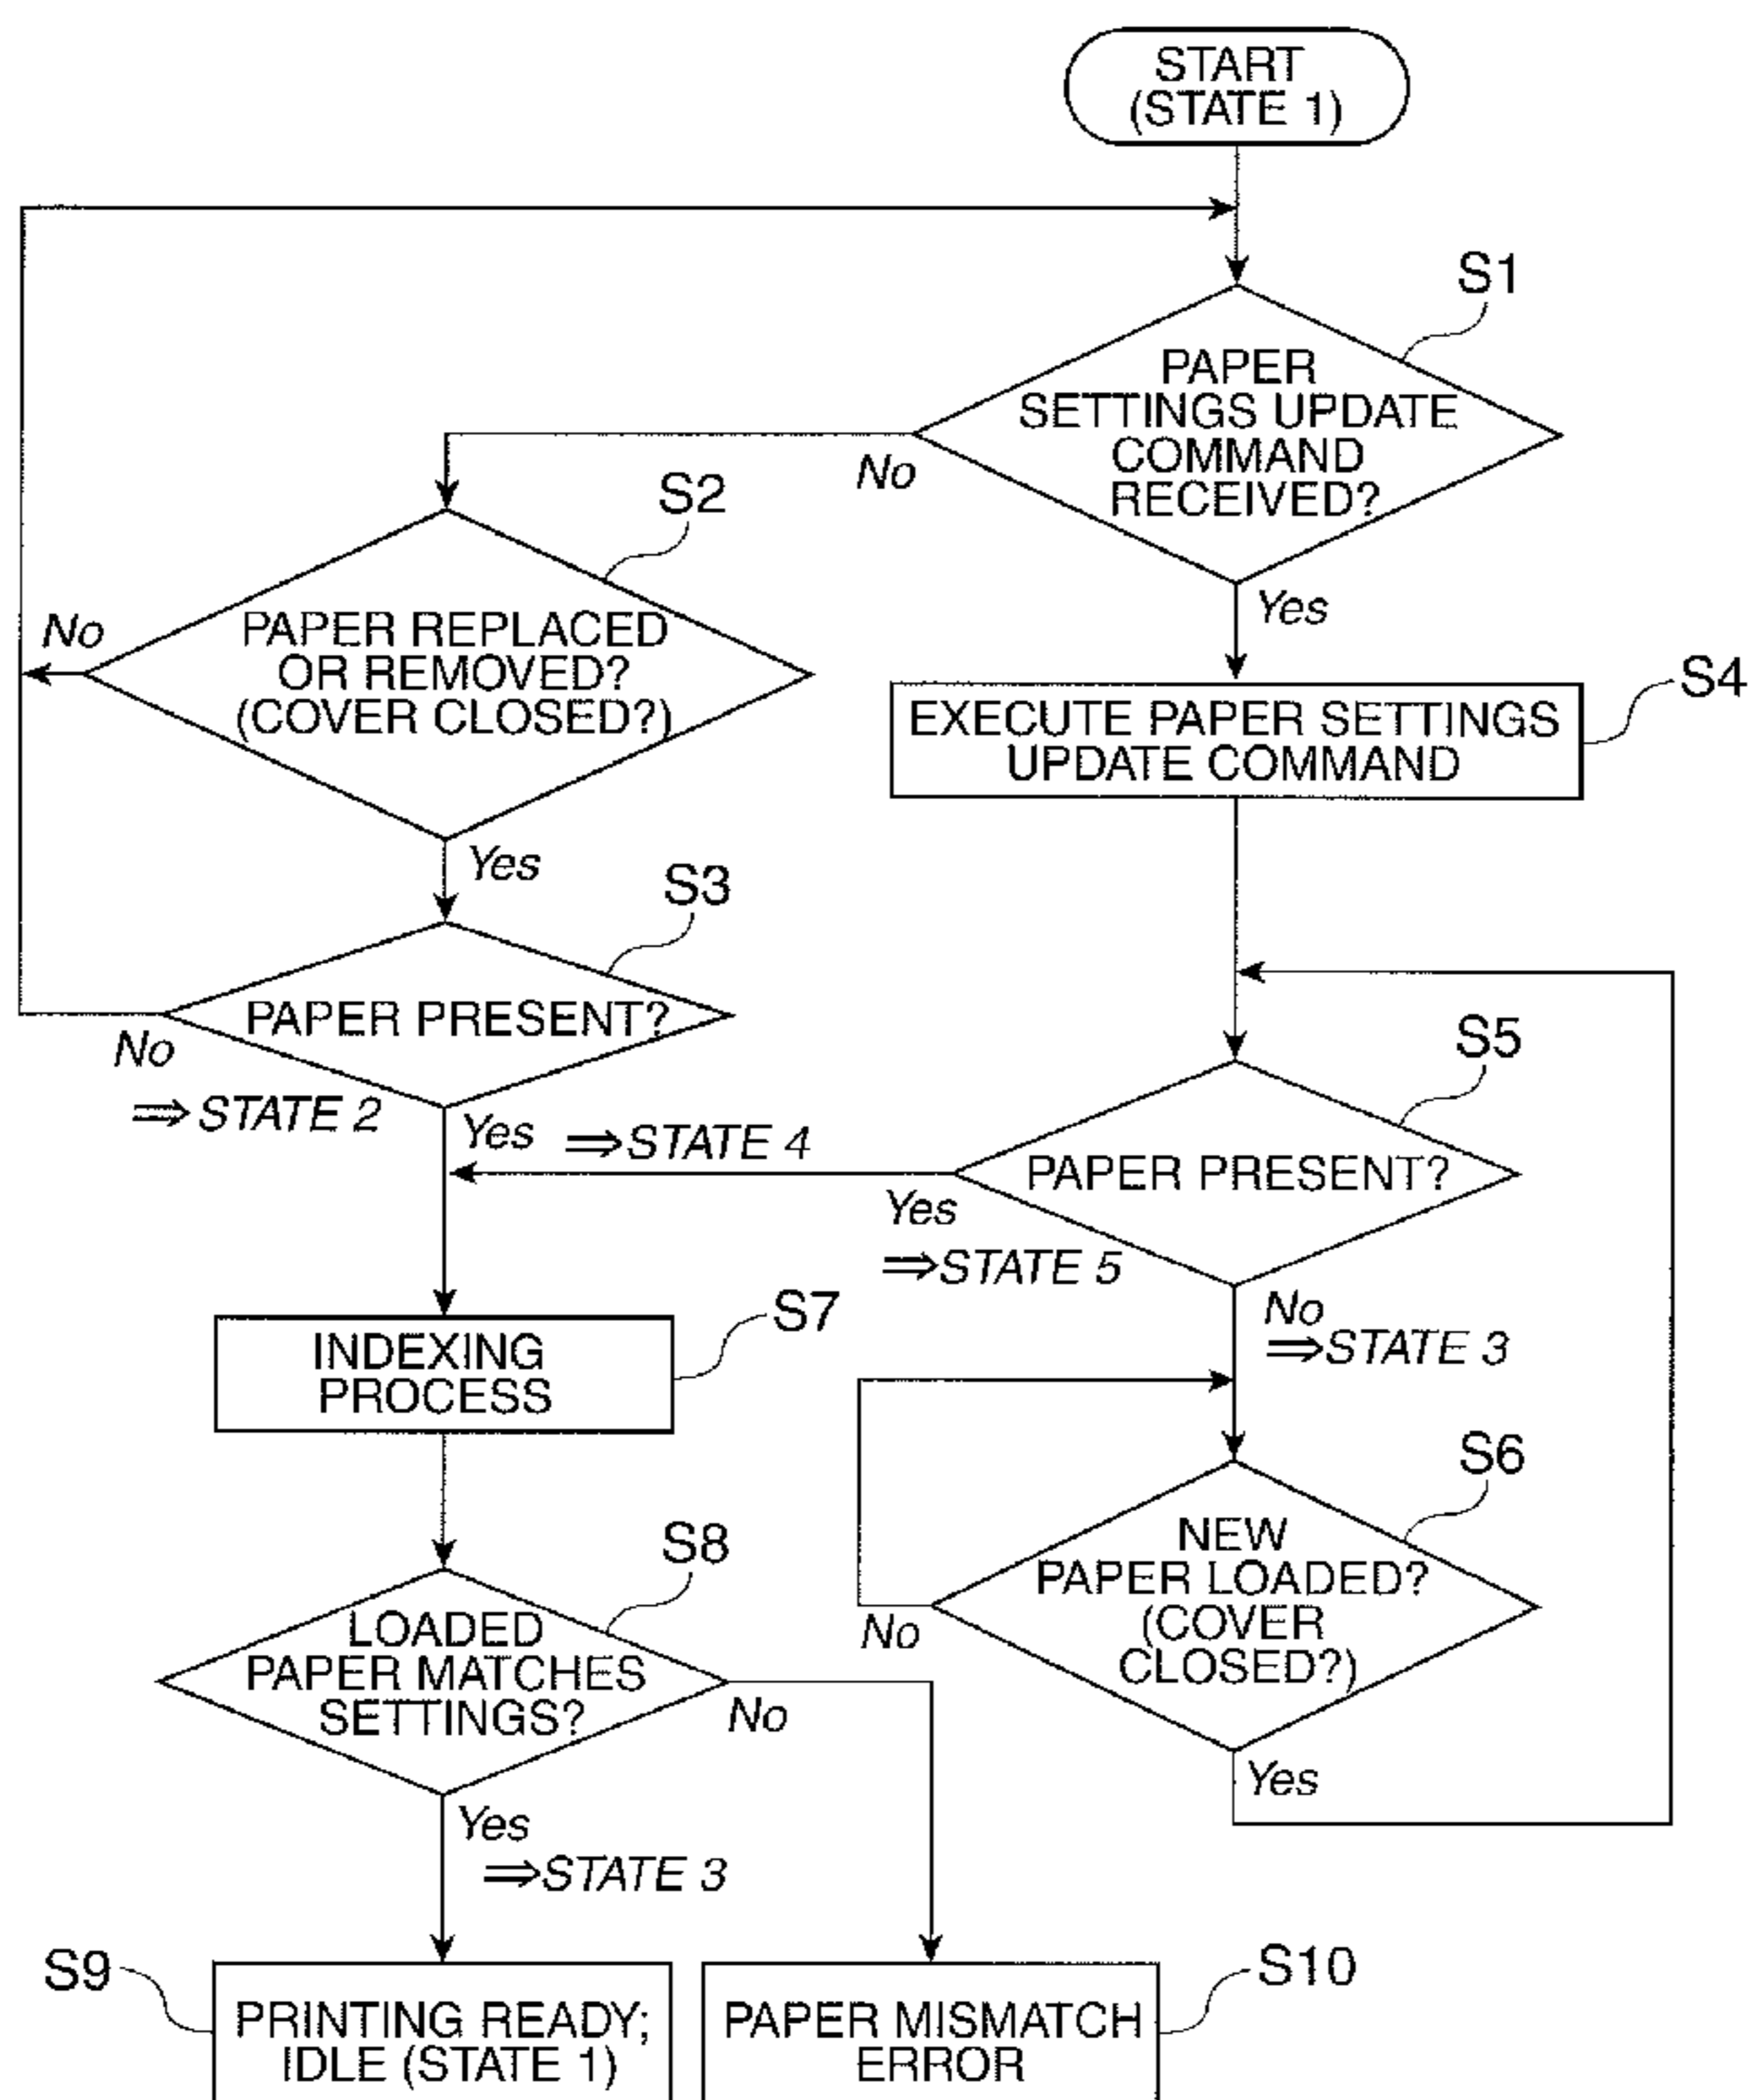 START
(STATE 1)
S1
PAPER
SETTINGS UPDATE
COMMAND
RECEIVED?
No
Yes
S2
PAPER REPLACED
OR REMOVED?
(COVER CLOSED?)
No
Yes
S4
EXECUTE PAPER SETTINGS
UPDATE COMMAND
S3
PAPER PRESENT?
No
⇒STATE 2
Yes ⇒STATE 4
S5
PAPER PRESENT?
Yes
⇒STATE 5
No
⇒STATE 3
S7
INDEXING
PROCESS
S6
NEW
PAPER LOADED?
(COVER
CLOSED?)
No
Yes
S8
LOADED
PAPER MATCHES
SETTINGS?
No
Yes
⇒STATE 3
S9
PRINTING READY;
IDLE (STATE 1)
S10
PAPER MISMATCH
ERROR